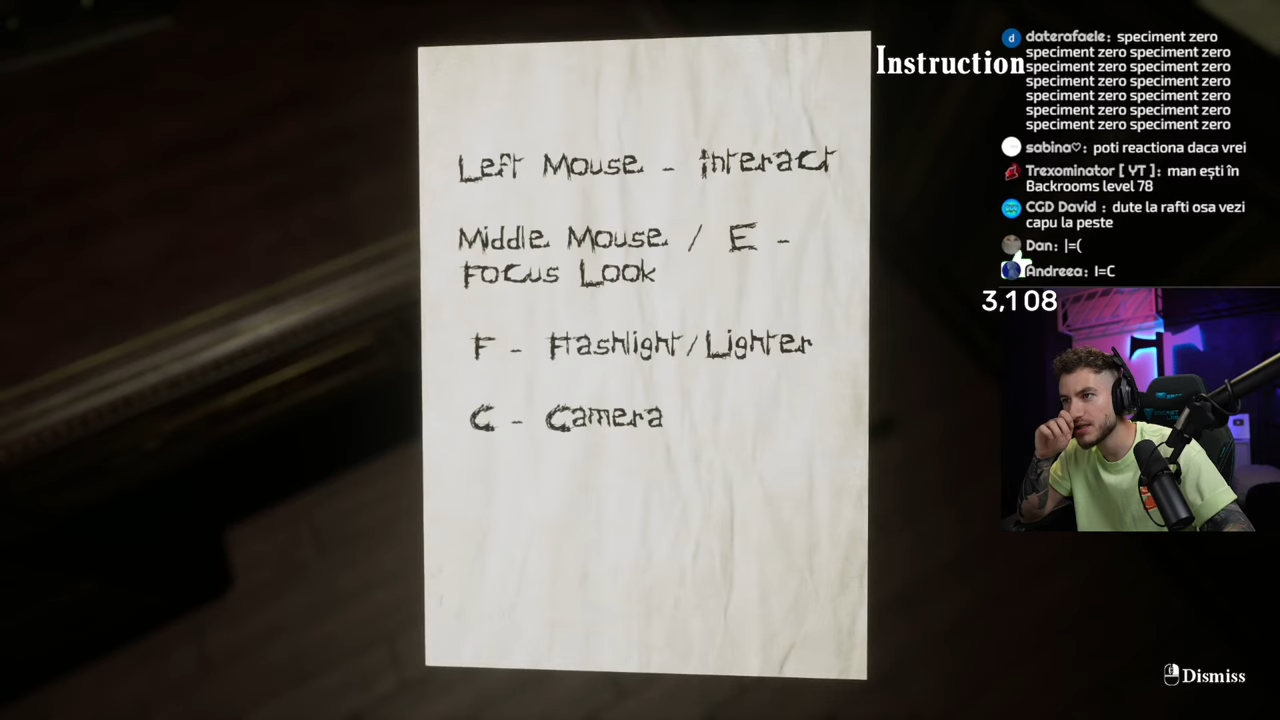 Instruction
Left Mouse - Interact
Middle Mouse / E -
Focus Look
F - Flashlight/Lighter
C - Camera
d daterafaele: speciment zero
speciment zero speciment zero
speciment zero speciment zero
speciment zero speciment zero
speciment zero speciment zero
speciment zero speciment zero
speciment zero speciment zero
sabina♡: poti reactiona daca vrei
Trexominator [ YT ]: man ești în
Backrooms level 78
CGD David : dute la rafti osa vezi
capu la peste
Dan: |=(
Andreea: I=C
3,108
Dismiss